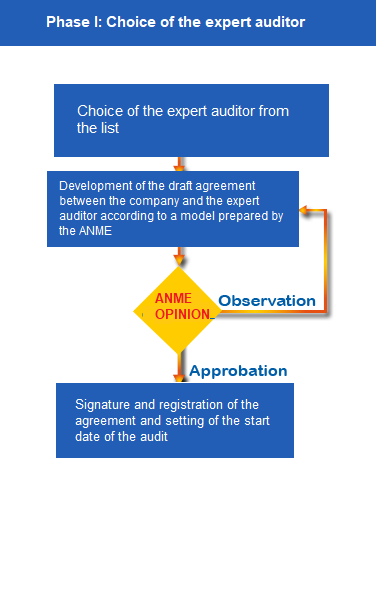 Phase I: Choice of the expert auditor
Choice of the expert auditor from
the list
Development of the draft agreement
between the company and the expert
auditor according to a model prepared by
the ANME
ANME
OPINION
Observation
Approbation
Signature and registration of the
agreement and setting of the start
date of the audit